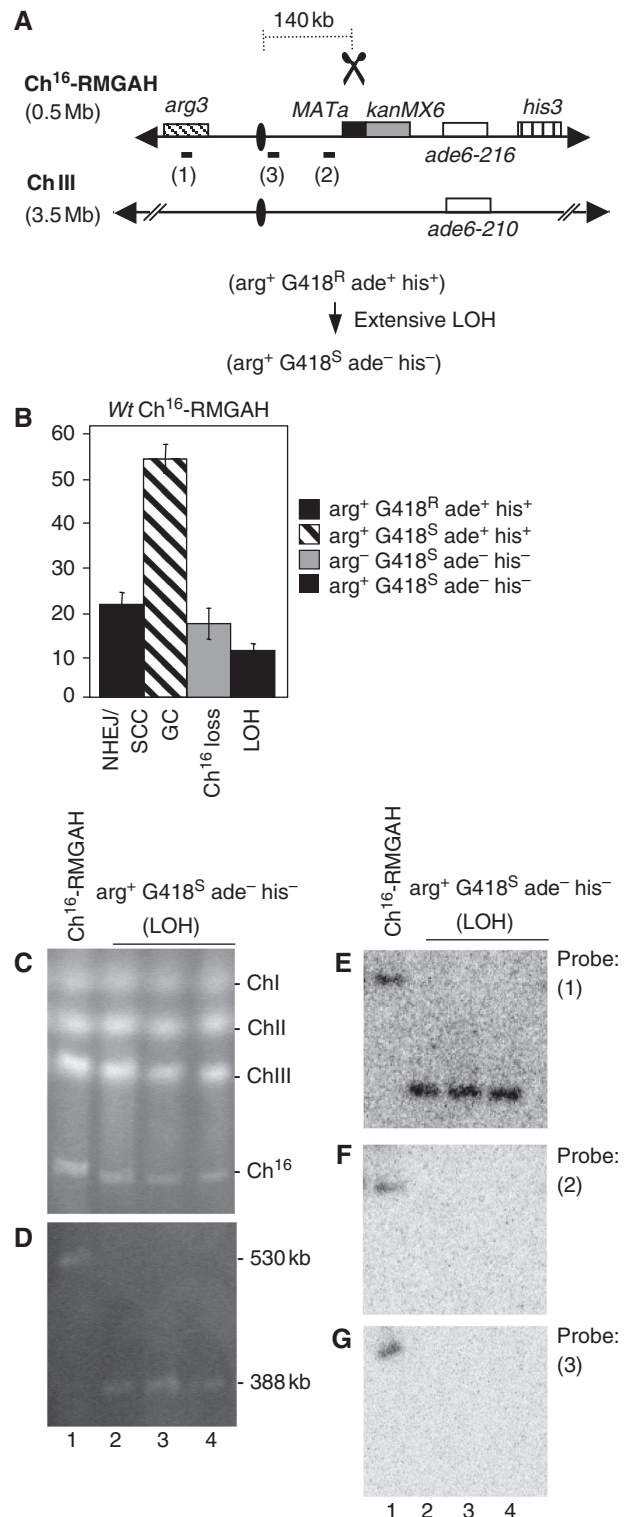 A
140 kb
Ch¹⁶-RMGAH
(0.5 Mb)
arg3
MATa kanMX6
his3
ade6-216
(1) (3) (2)
Ch III
(3.5 Mb)
ade6-210
(arg⁺ G418ᴿ ade⁺ his⁺)
Extensive LOH
(arg⁺ G418ˢ ade⁻ his⁻)
B
Wt Ch¹⁶-RMGAH
60
50
40
30
20
10
0
NHEJ/
SCC
GC
Ch¹⁶ loss
LOH
arg⁺ G418ᴿ ade⁺ his⁺
arg⁺ G418ˢ ade⁺ his⁺
arg⁻ G418ˢ ade⁻ his⁻
arg⁺ G418ˢ ade⁻ his⁻
Ch¹⁶-RMGAH
arg⁺ G418ˢ ade⁻ his⁻
(LOH)
C
ChI
ChII
ChIII
Ch¹⁶
D
530 kb
388 kb
1 2 3 4
Ch¹⁶-RMGAH
arg⁺ G418ˢ ade⁻ his⁻
(LOH)
E
Probe:
(1)
F
Probe:
(2)
G
Probe:
(3)
1 2 3 4